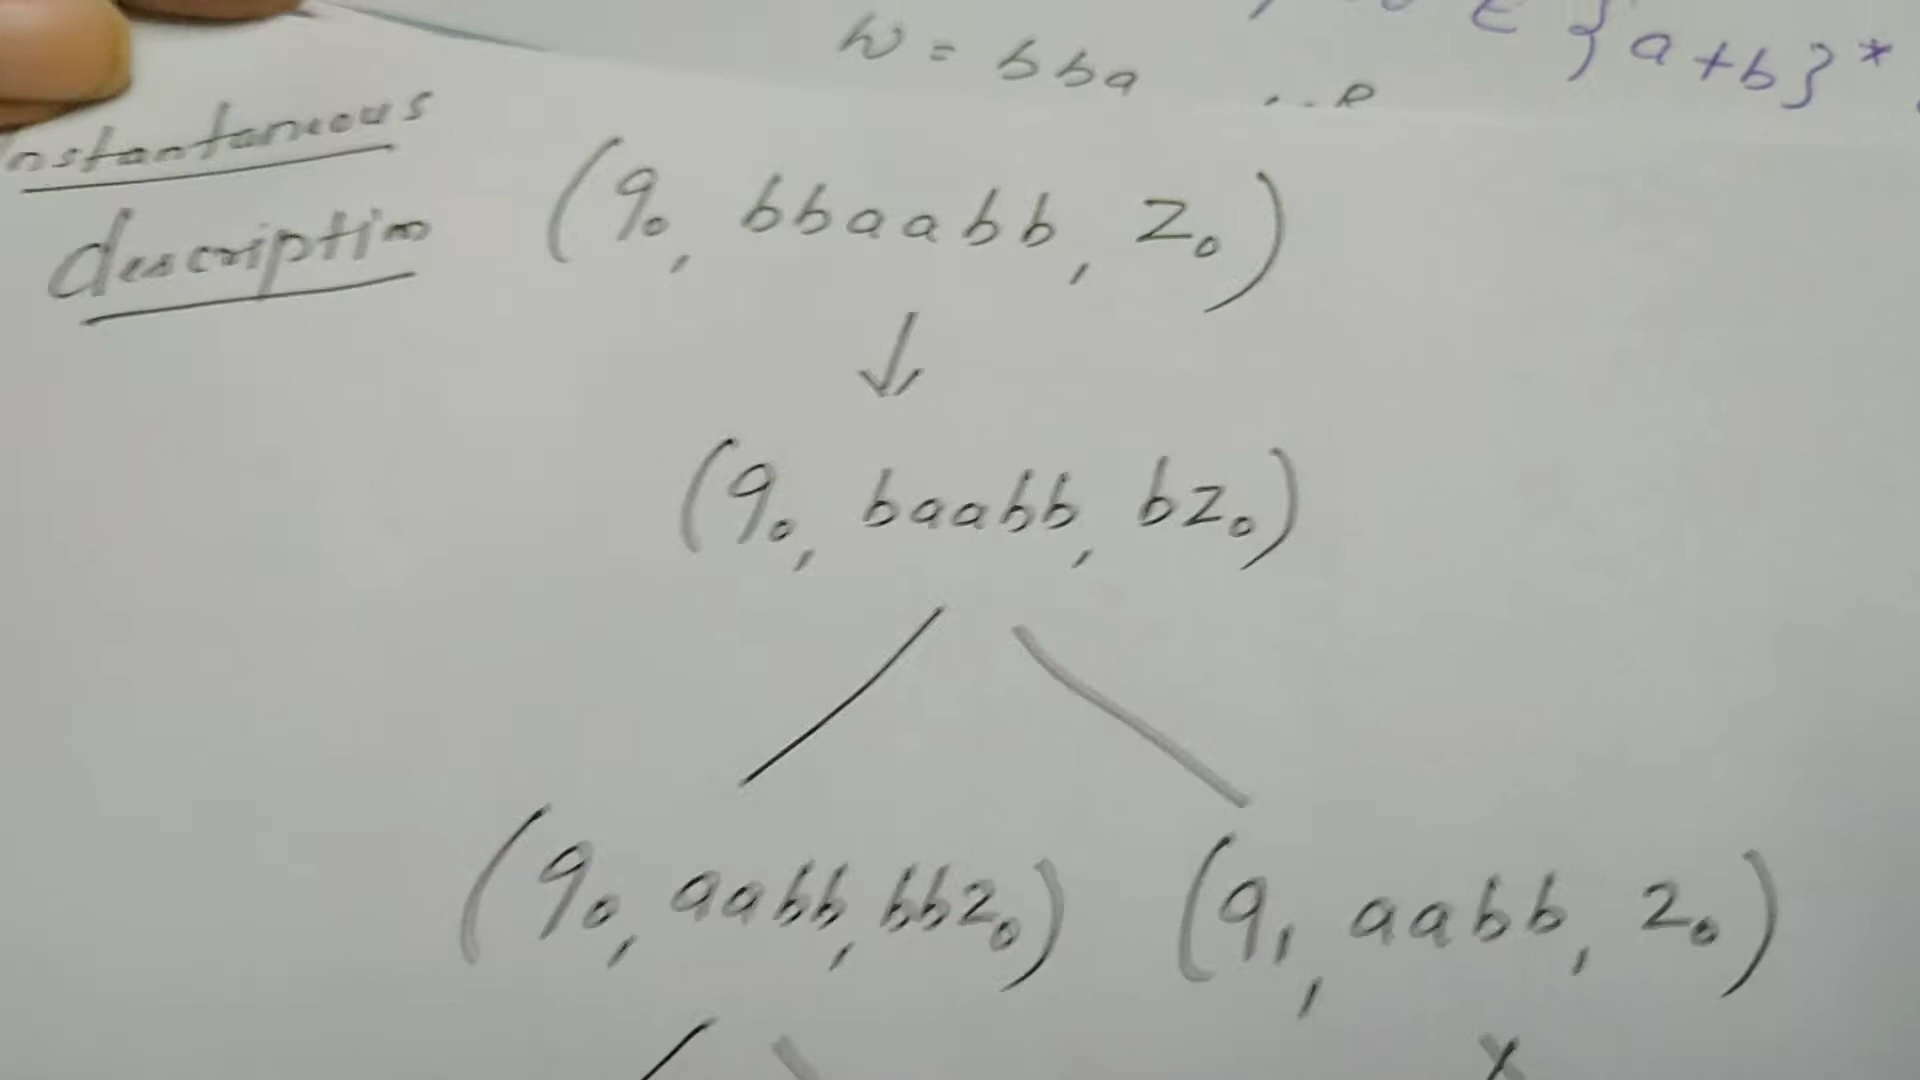 w = bba
ε {a+b}*
nstantaneous
description
(q₀, bbaabb, z₀)
↓
(q₀, baabb, bz₀)
(q₀, aabb, bbz₀) (q₁, aabb, z₀)
x